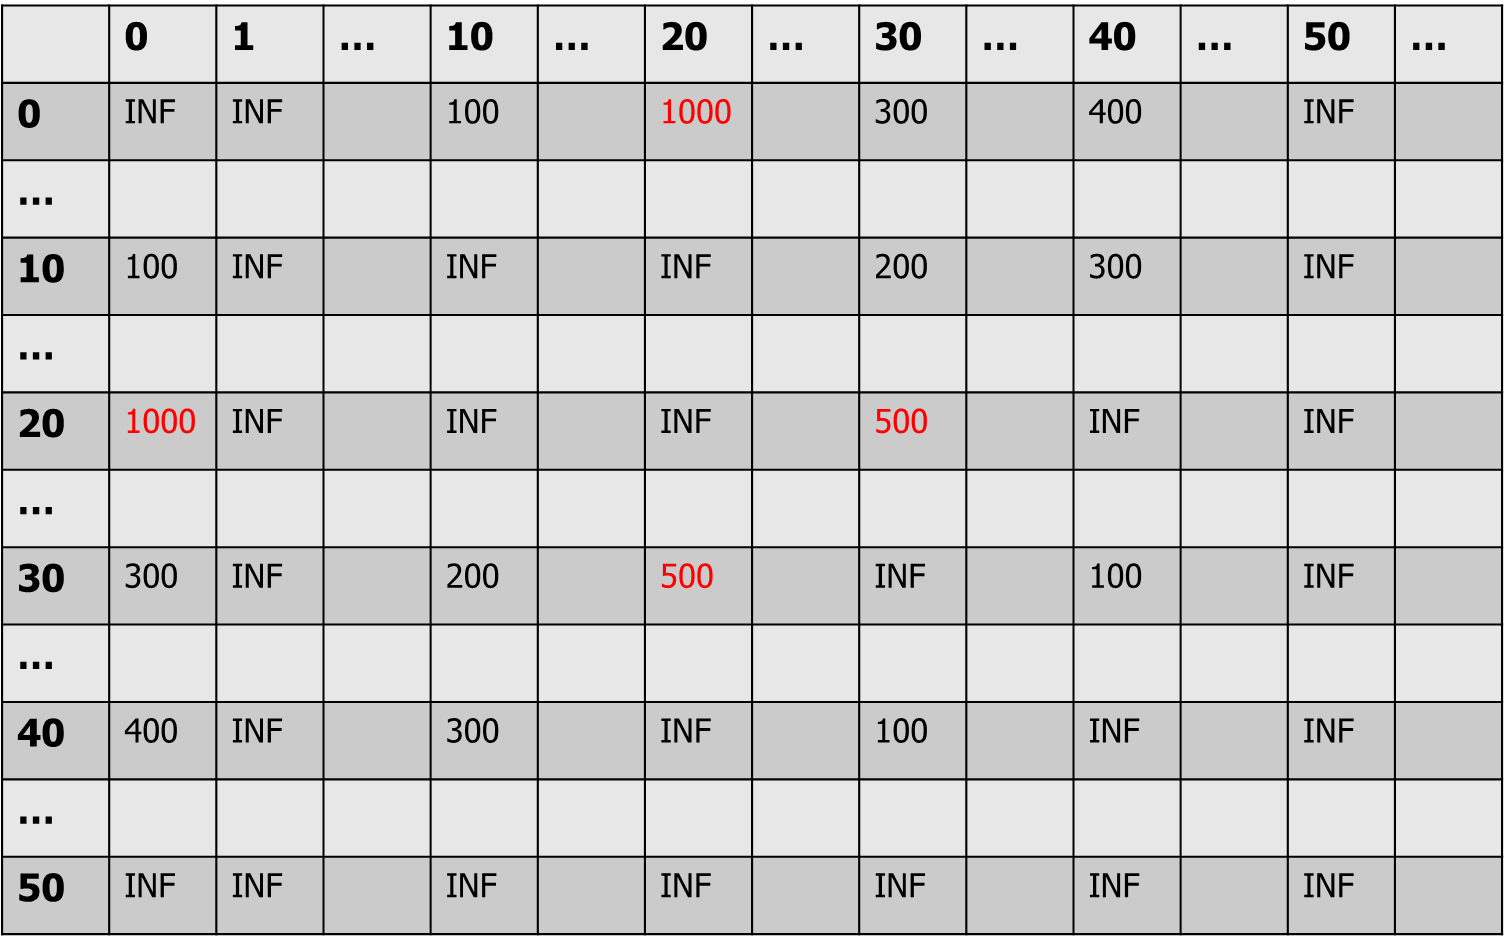 0 1 ... 10 ... 20 ... 30 ... 40 ... 50 ...
0 INF INF 100 1000 300 400 INF
...
10 100 INF INF INF 200 300 INF
...
20 1000 INF INF INF 500 INF INF
...
30 300 INF 200 500 INF 100 INF
...
40 400 INF 300 INF 100 INF INF
...
50 INF INF INF INF INF INF INF